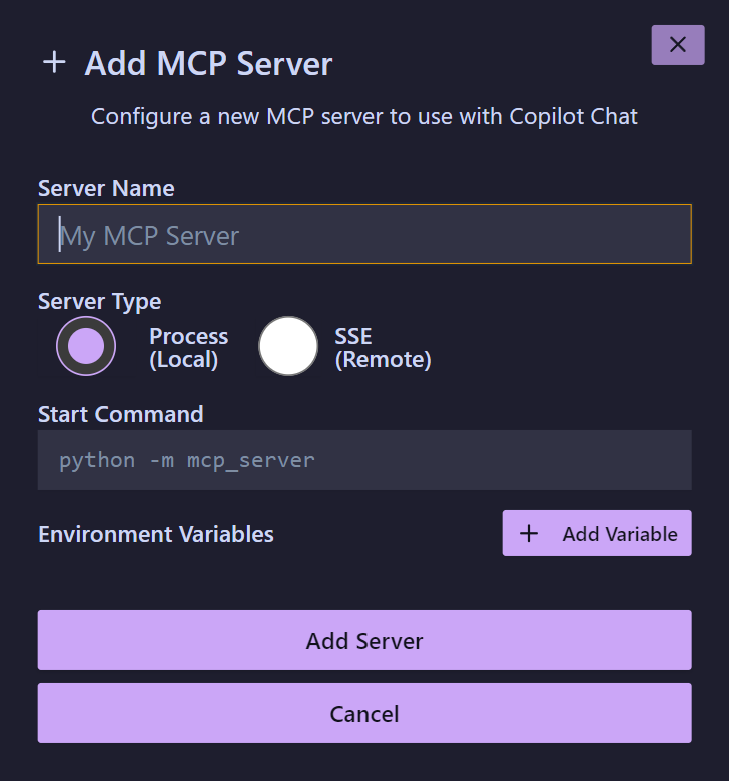 Add MCP Server
Configure a new MCP server to use with Copilot Chat
Server Name
My MCP Server
Server Type
Process
(Local)
SSE
(Remote)
Start Command
python -m mcp_server
Environment Variables
Add Variable
Add Server
Cancel